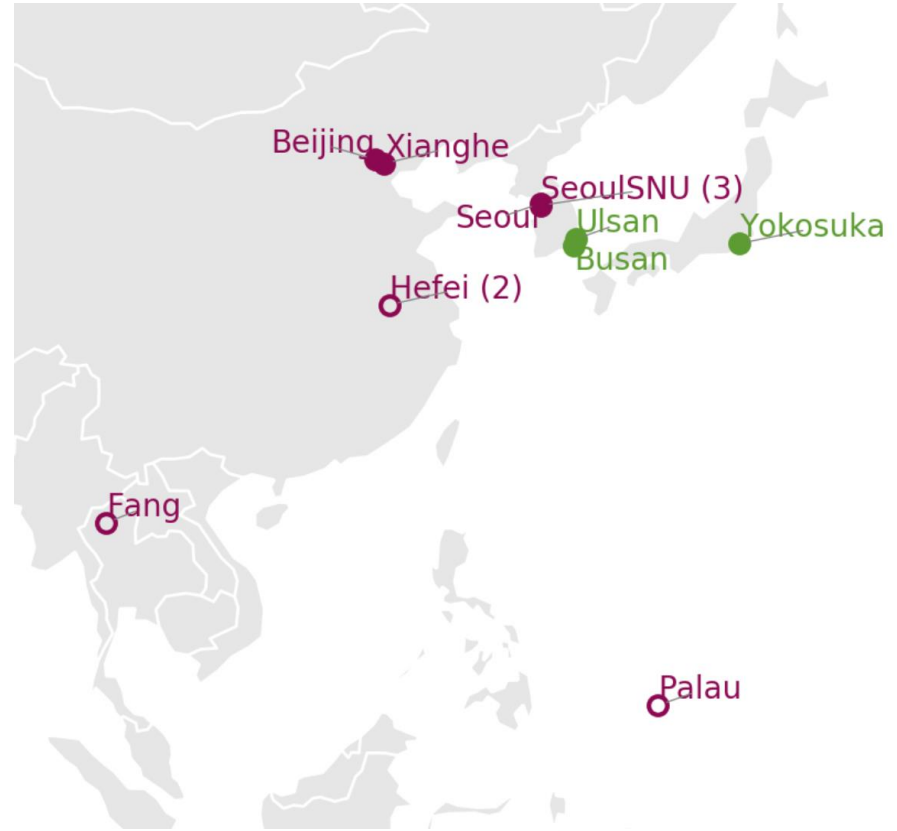 Beijing
Xianghe
SeoulSNU (3)
Seoul
Ulsan
Yokosuka
Busan
Hefei (2)
Fang
Palau